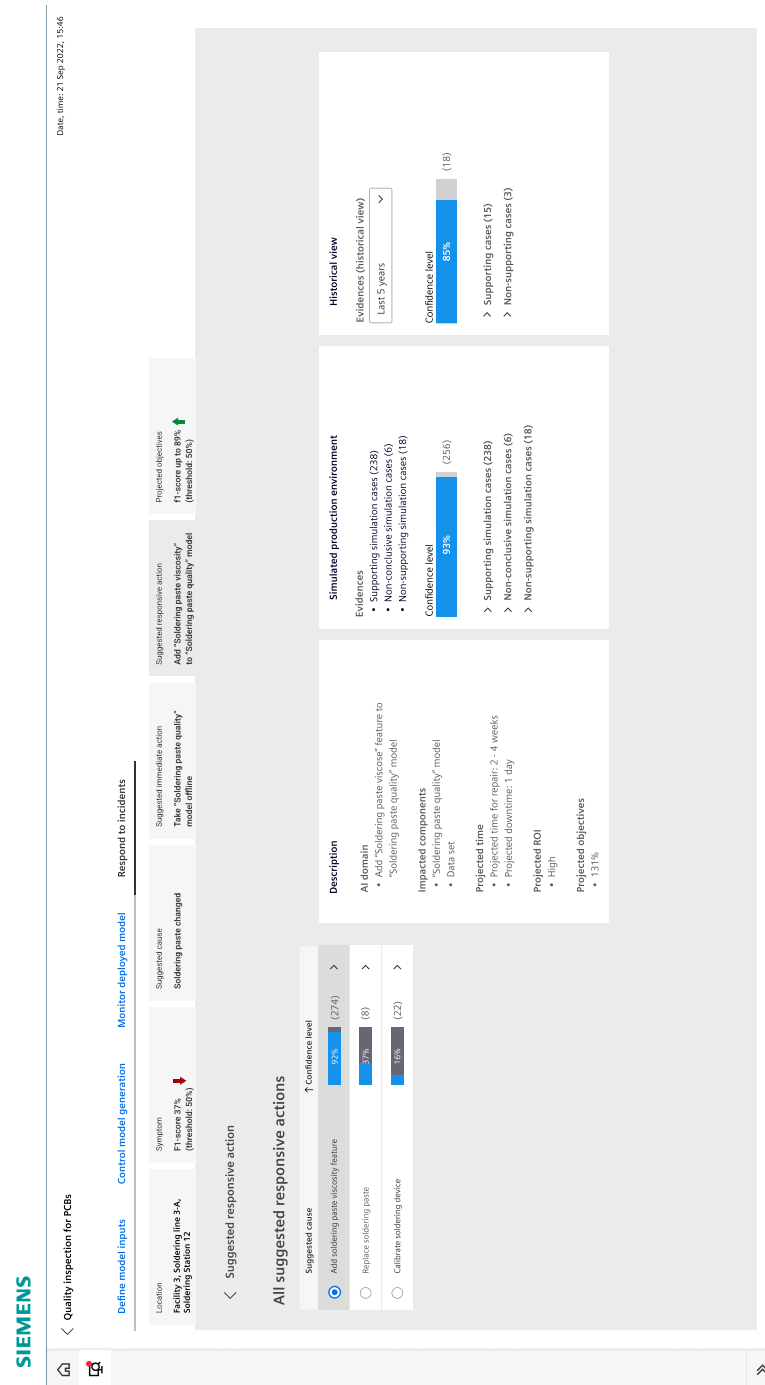 SIEMENS
Quality inspection for PCBs
Date, time: 21 Sep 2022, 15:46
Define model inputs
Control model generation
Monitor deployed model
Respond to incidents
Location
Facility 3, Soldering line 3-A,
Soldering Station 12
Symptom
F1-score 37%
(threshold: 50%)
Suggested cause
Soldering paste changed
Suggested immediate action
Take “Soldering paste quality”
model offline
Suggested responsive action
Add “Soldering paste viscosity”
to “Soldering paste quality” model
Projected objectives
f1-score up to 89%
(threshold: 50%)
Suggested responsive action
All suggested responsive actions
Suggested cause
↑ Confidence level
Add soldering paste viscosity feature
92%
(274)
Replace soldering paste
37%
(8)
Calibrate soldering device
16%
(22)
Description
AI domain
• Add “Soldering paste viscose” feature to
“Soldering paste quality” model
Impacted components
• “Soldering paste quality” model
• Data set
Projected time
• Projected time for repair: 2 - 4 weeks
• Projected downtime: 1 day
Projected ROI
• High
Projected objectives
• 131%
Simulated production environment
Evidences
• Supporting simulation cases (238)
• Non-conclusive simulation cases (6)
• Non-supporting simulation cases (18)
Confidence level
93%
(256)
Supporting simulation cases (238)
Non-conclusive simulation cases (6)
Non-supporting simulation cases (18)
Historical view
Evidences (historical view)
Last 5 years
Confidence level
85%
(18)
Supporting cases (15)
Non-supporting cases (3)